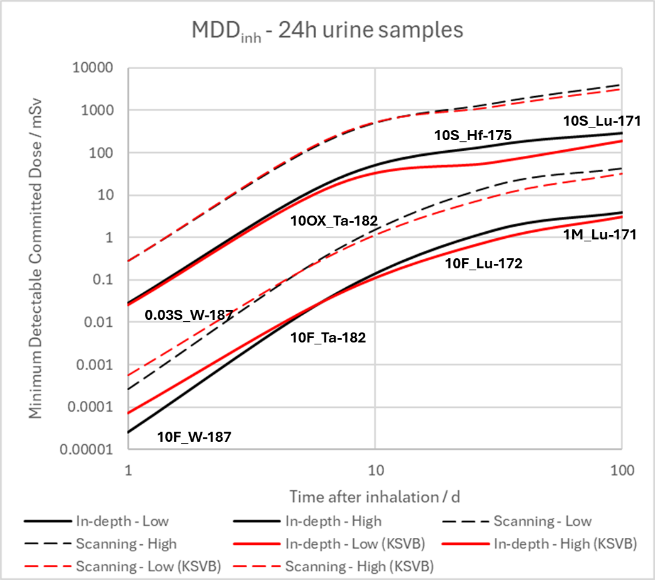 MDDinh - 24h urine samples
Minimum Detectable Committed Dose / mSv
10000
1000
100
10
1
0.1
0.01
0.001
0.0001
0.00001
10S_Lu-171
10S_Hf-175
10OX_Ta-182
1M_Lu-171
10F_Lu-172
0.03S_W-187
10F_Ta-182
10F_W-187
1 10 100
Time after inhalation / d
In-depth - Low In-depth - High Scanning - Low
Scanning - High In-depth - Low (KSVB) In-depth - High (KSVB)
Scanning - Low (KSVB) Scanning - High (KSVB)